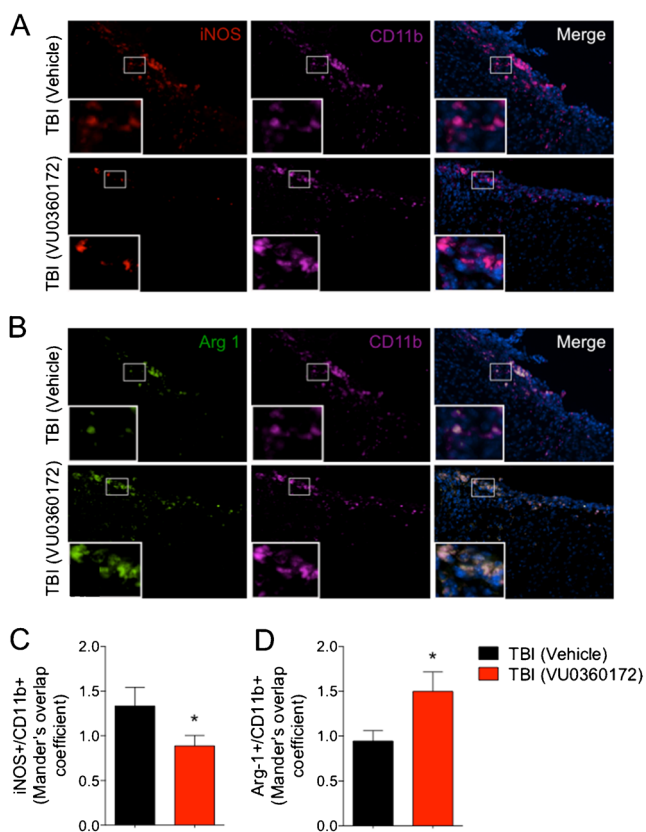 A
iNOS
CD11b
Merge
TBI (Vehicle)
TBI (VU0360172)
B
Arg 1
CD11b
Merge
TBI (Vehicle)
TBI (VU0360172)
C
iNOS+/CD11b+
(Mander's overlap
coefficient)
2.0
1.5
1.0
0.5
0.0
*
D
Arg-1+/CD11b+
(Mander's overlap
coefficient)
2.0
1.5
1.0
0.5
0.0
*
TBI (Vehicle)
TBI (VU0360172)